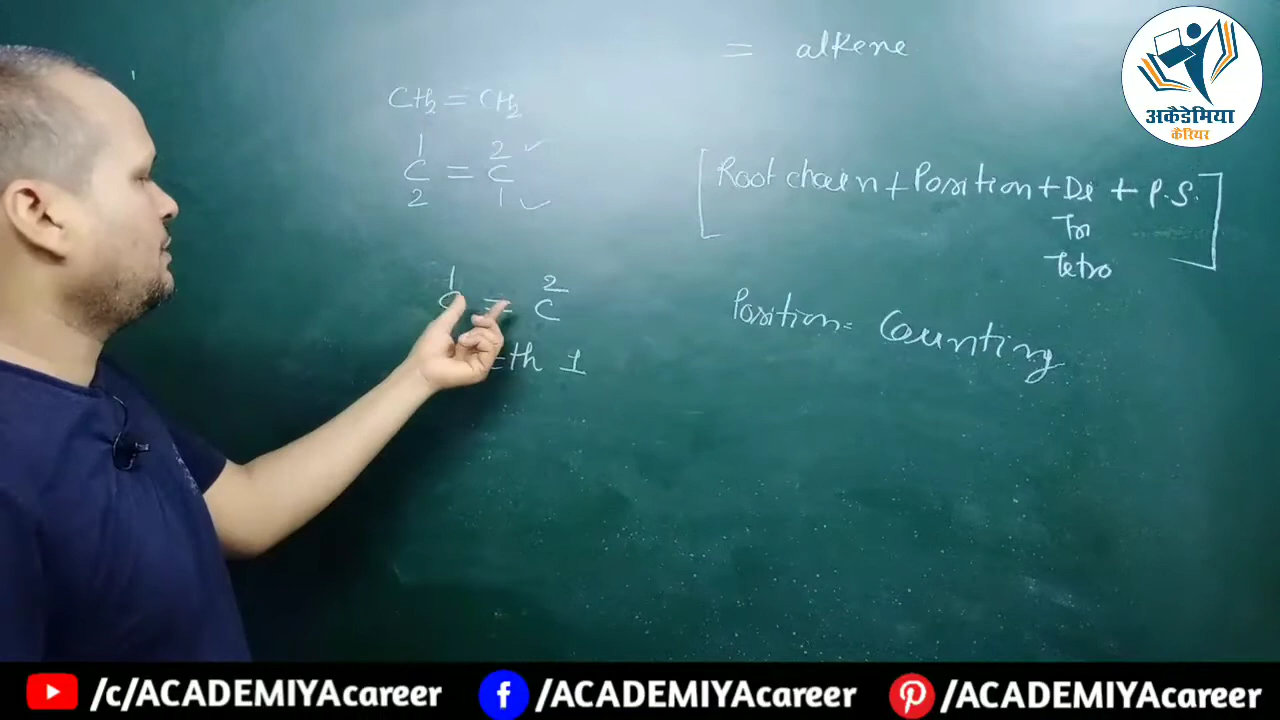 = alkene
CH2 = CH2
1 2
C = C
2 1
[Root chain + Position + Di + P.S.]
Tri
Tetra
1 2
C = C
eth 1
Position = Counting
अकैडेमिया
कैरियर
/c/ACADEMIYAcareer
/ACADEMIYAcareer
/ACADEMIYAcareer